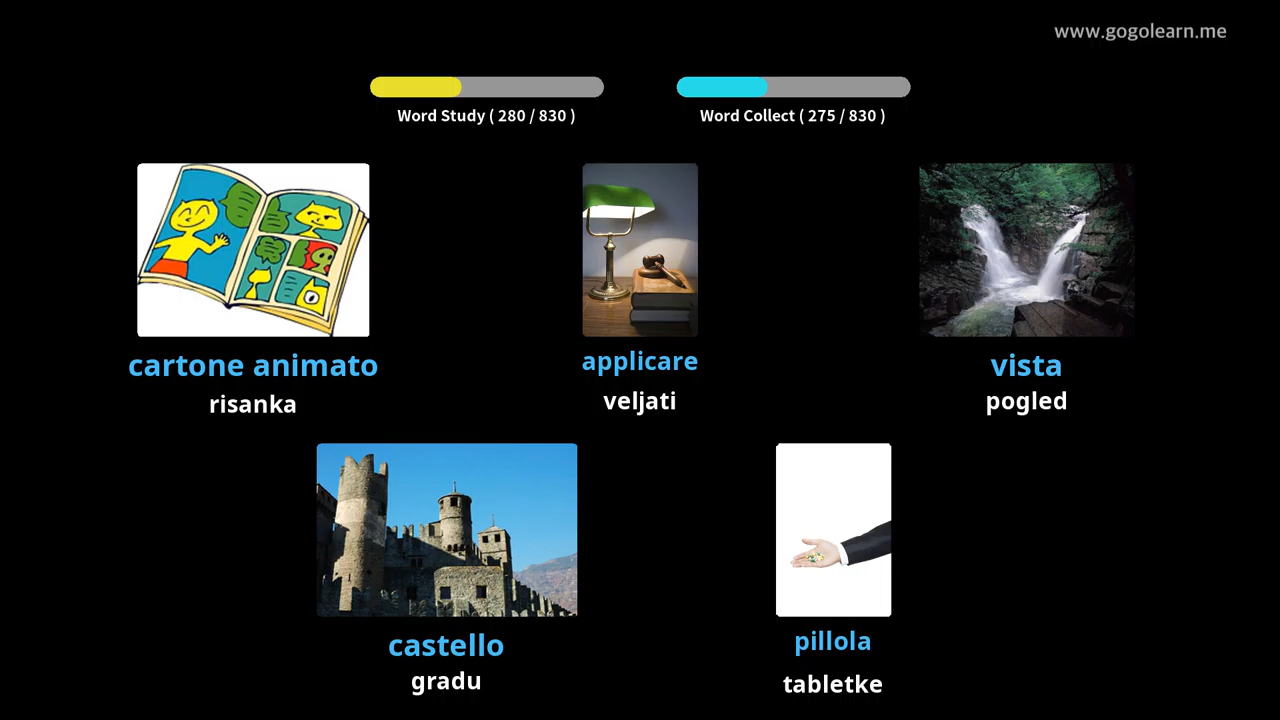 www.gogolearn.me
Word Study ( 280 / 830 )
Word Collect ( 275 / 830 )
cartone animato
risanka
applicare
veljati
vista
pogled
castello
gradu
pillola
tabletke